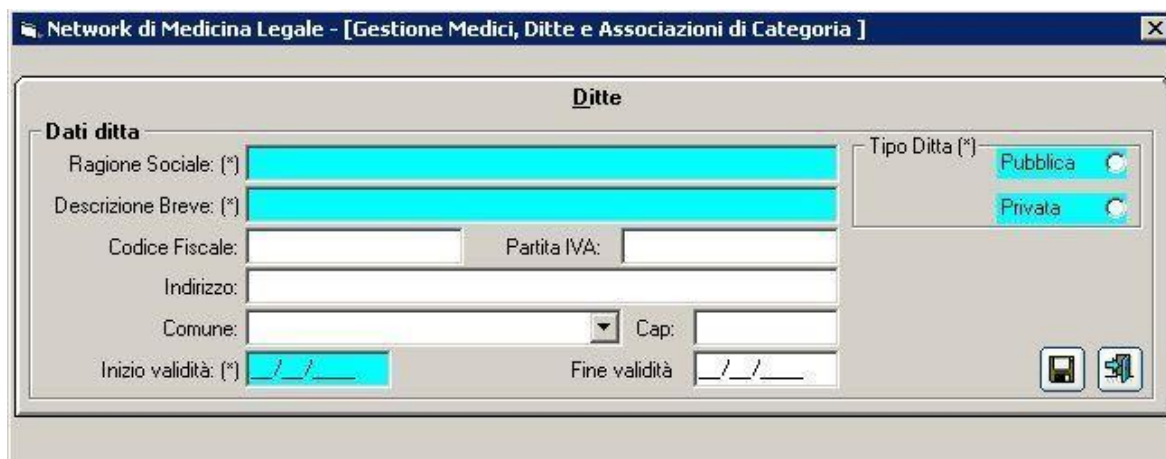 Network di Medicina Legale - [Gestione Medici, Ditte e Associazioni di Categoria ]
Ditte
Dati ditta
Ragione Sociale: (*)
Tipo Ditta (*)
Pubblica
Descrizione Breve: (*)
Privata
Codice Fiscale: Partita IVA:
Indirizzo:
Comune: Cap:
Inizio validità: (*) __/__/____ Fine validità __/__/____